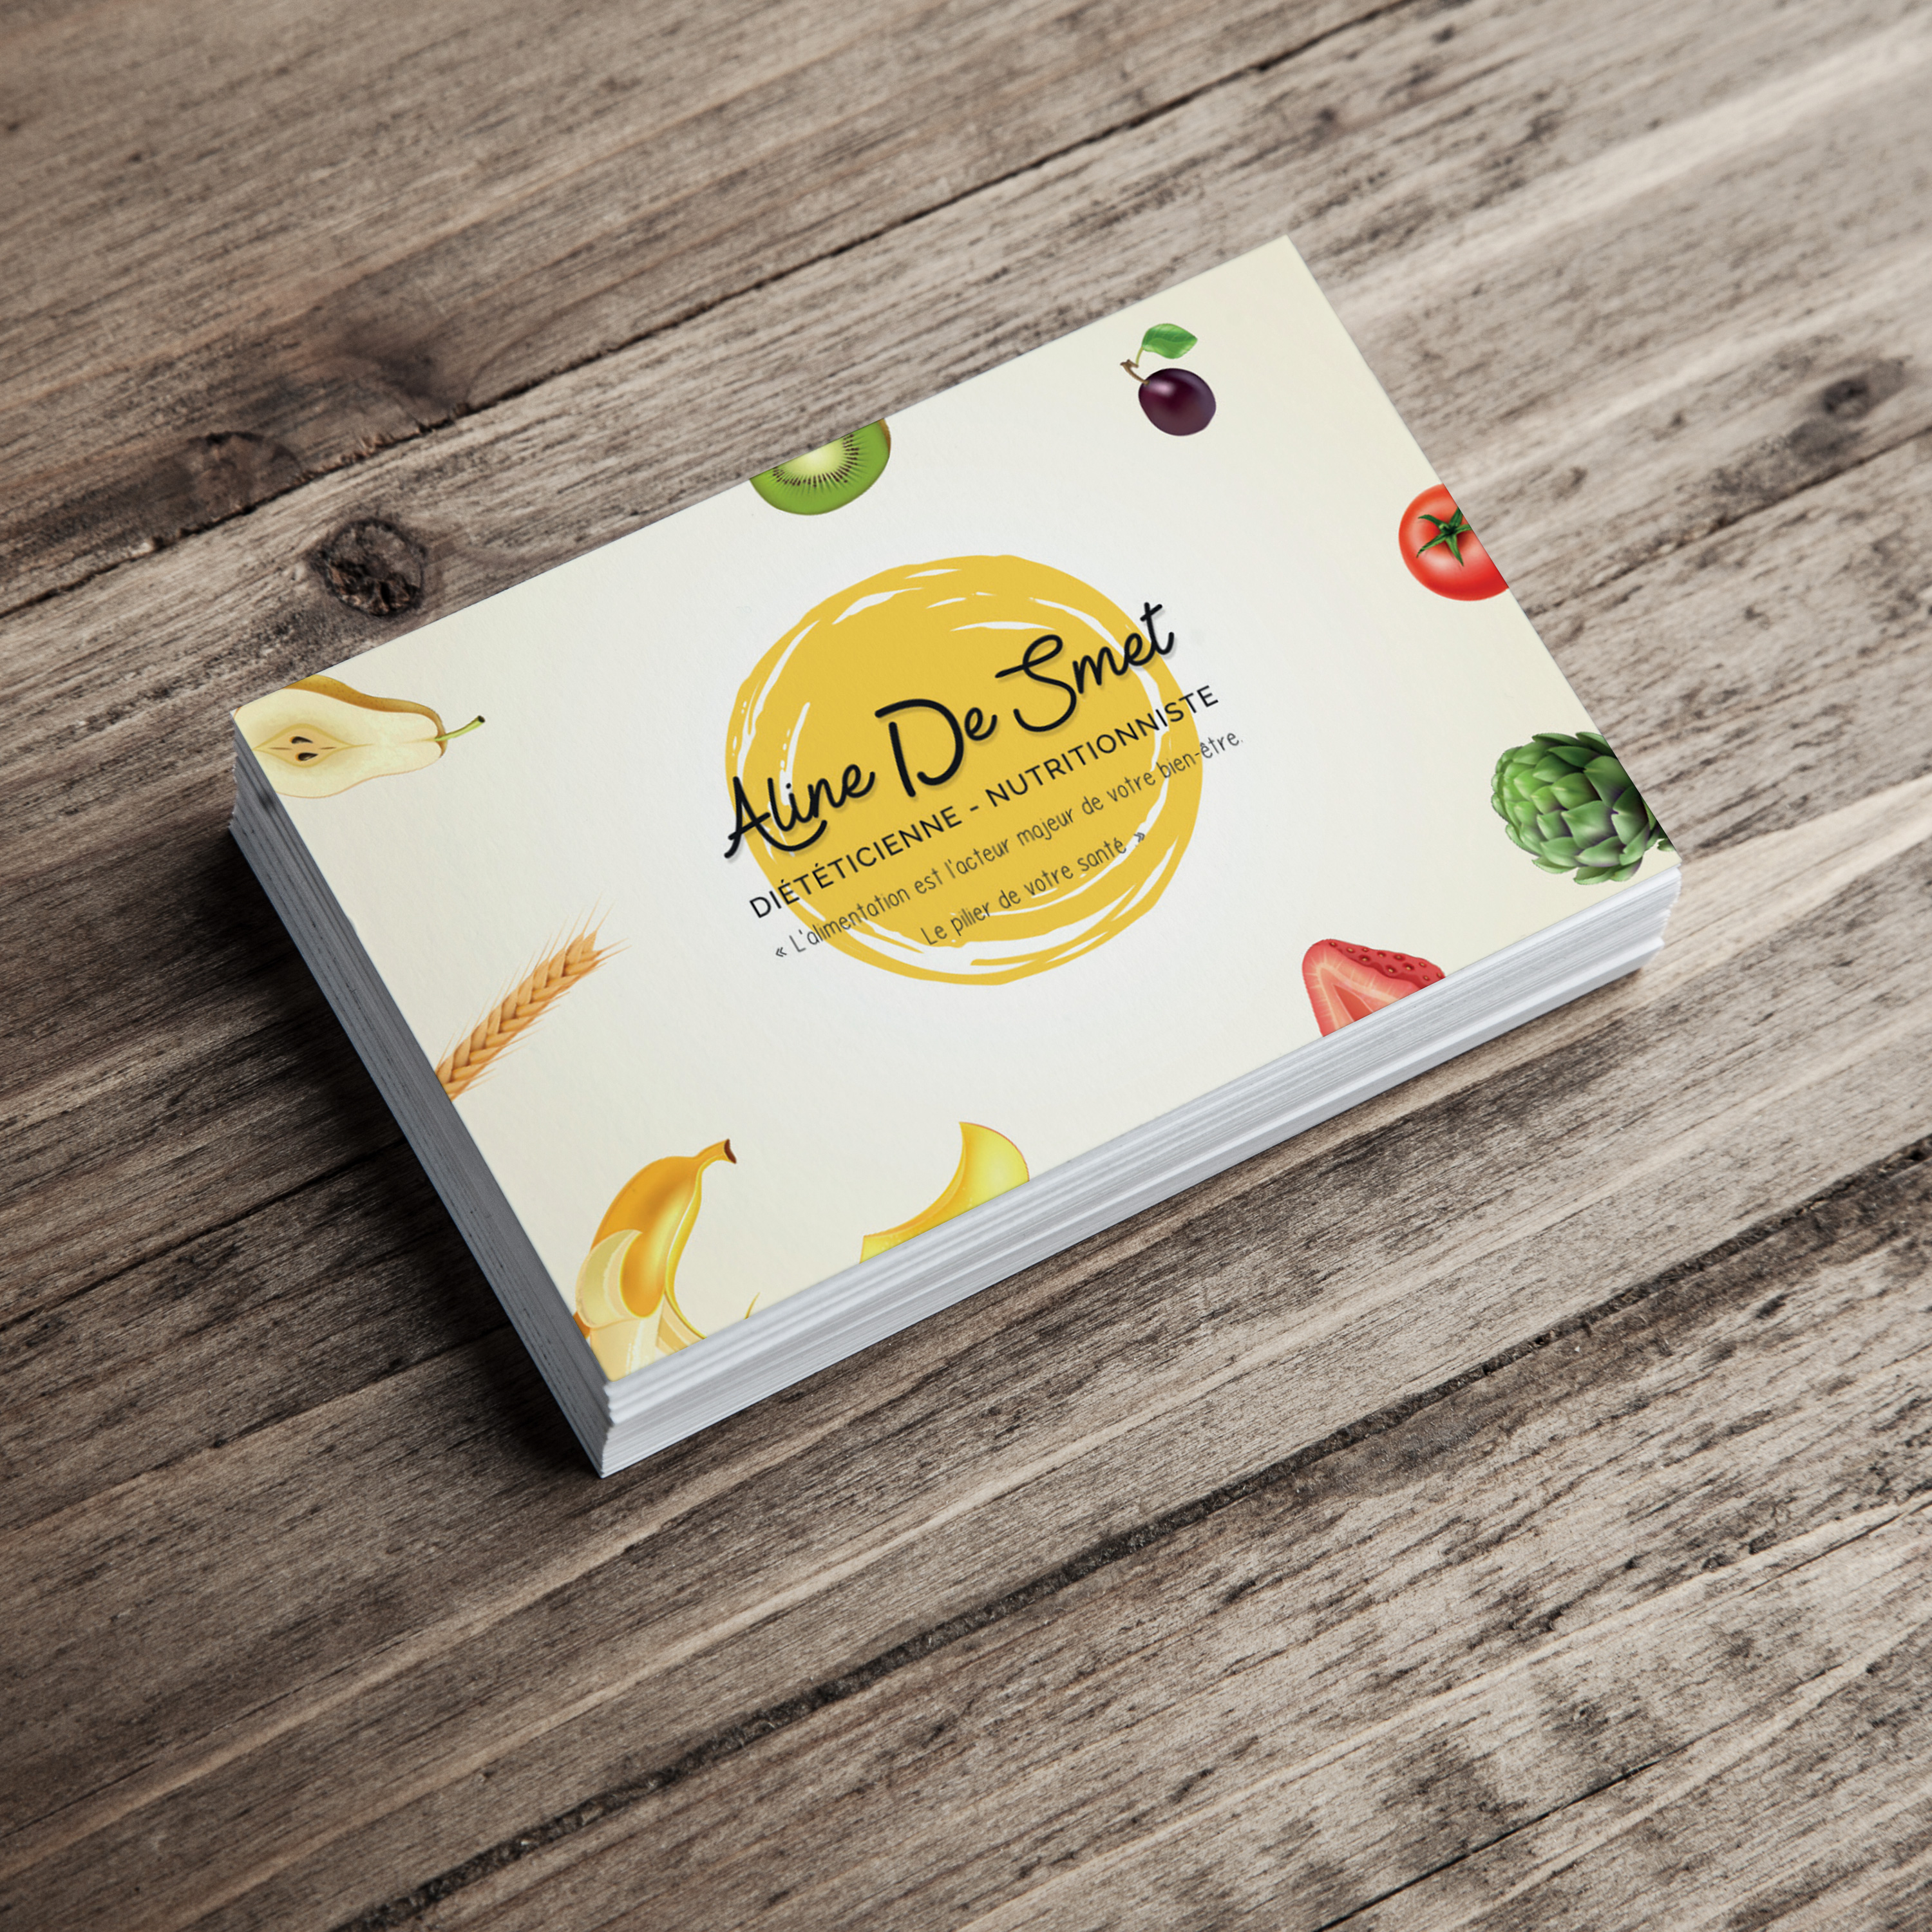 Aline De Smet
DIÉTÉTICIENNE - NUTRITIONNISTE
« L'alimentation est l'acteur majeur de votre bien-être.
Le pilier de votre santé »